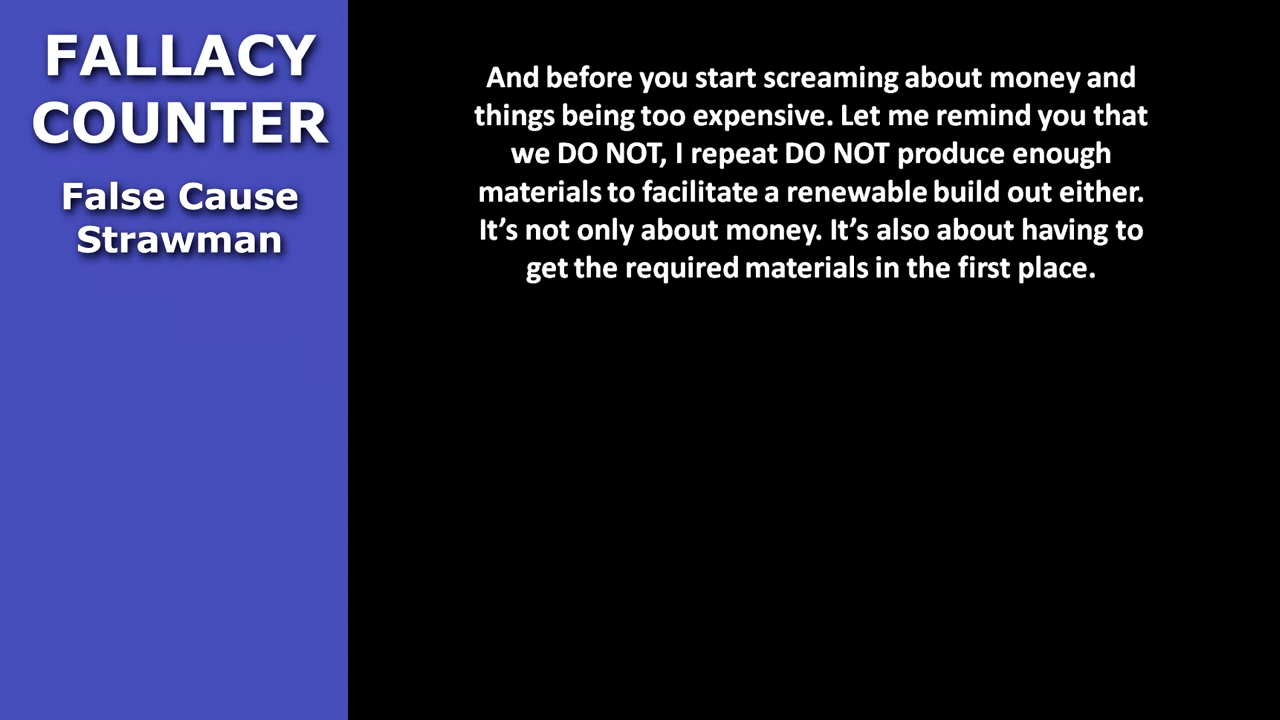 FALLACY
COUNTER
False Cause
Strawman
And before you start screaming about money and
things being too expensive. Let me remind you that
we DO NOT, I repeat DO NOT produce enough
materials to facilitate a renewable build out either.
It’s not only about money. It’s also about having to
get the required materials in the first place.